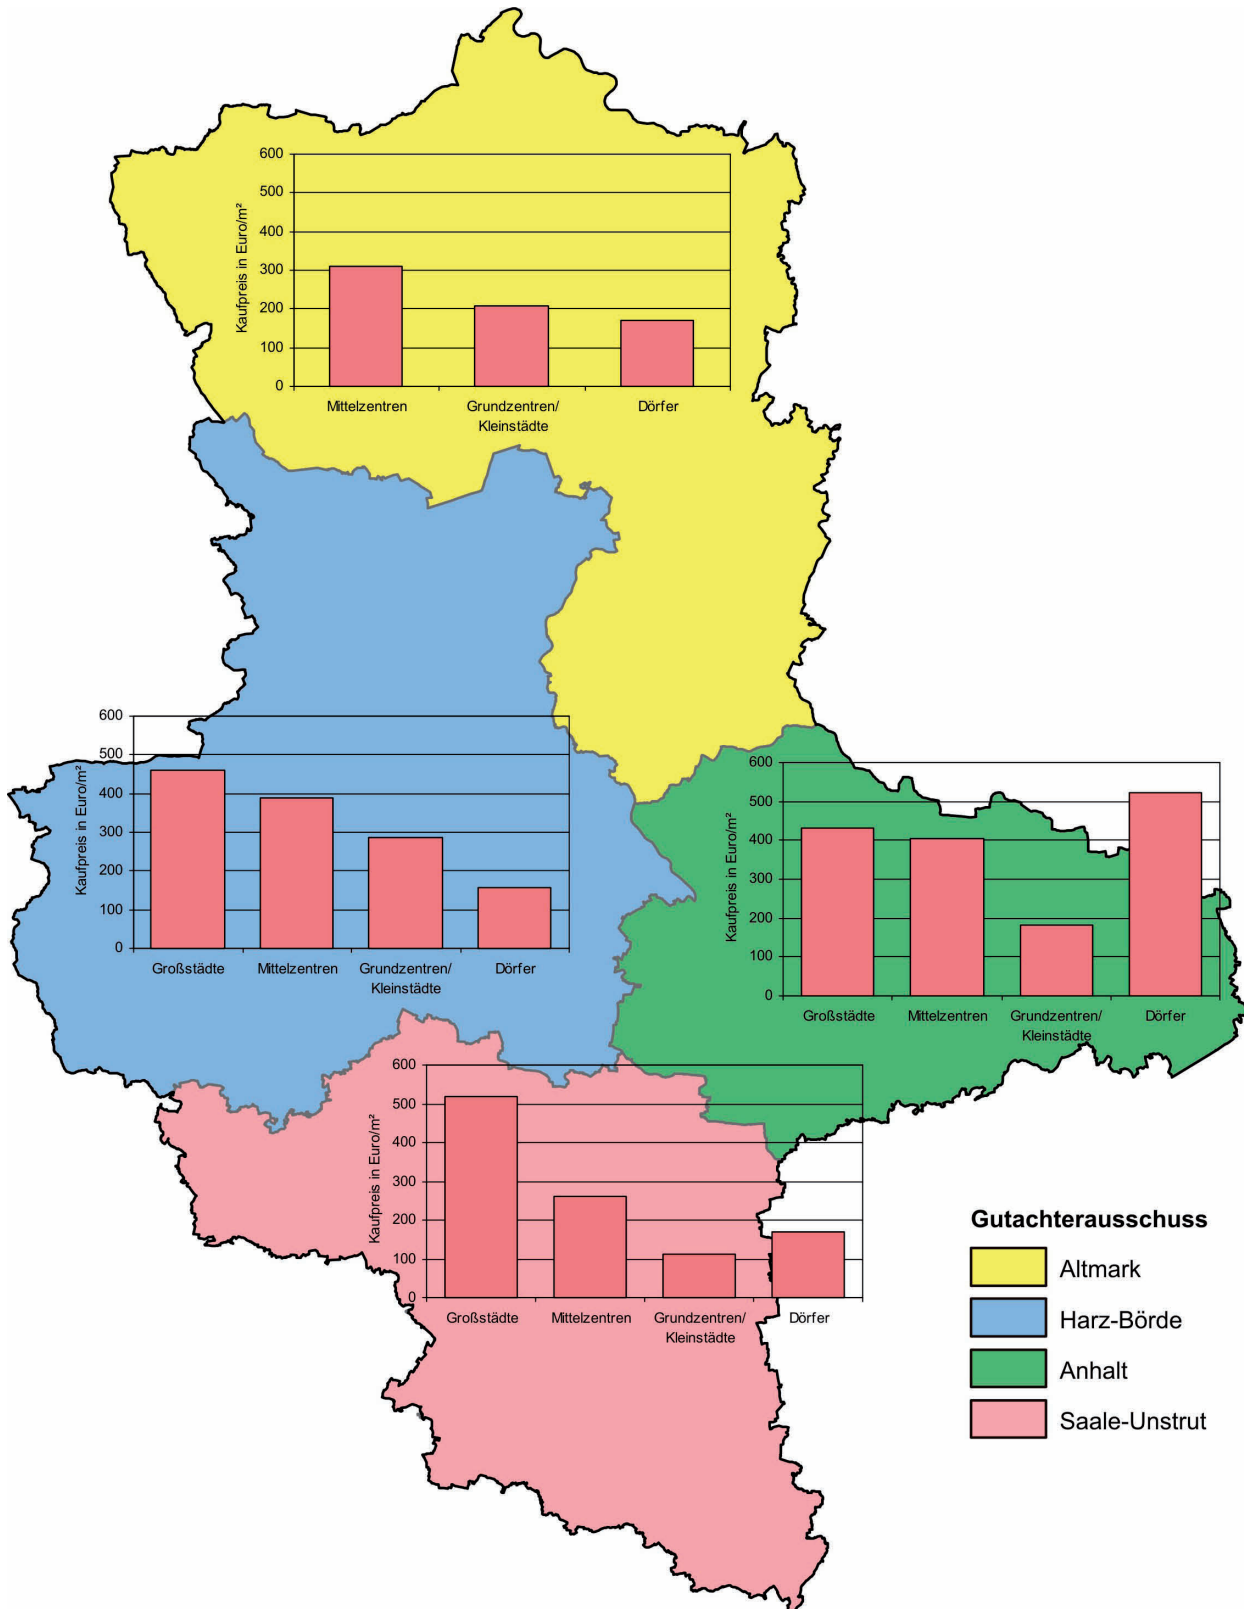 600
500
400
300
200
100
0
Kaufpreis in Euro/m²
Mittelzentren
Grundzentren/
Kleinstädte
Dörfer
600
500
400
300
200
100
0
Kaufpreis in Euro/m²
Großstädte
Mittelzentren
Grundzentren/
Kleinstädte
Dörfer
600
500
400
300
200
100
0
Kaufpreis in Euro/m²
Großstädte
Mittelzentren
Grundzentren/
Kleinstädte
Dörfer
600
500
400
300
200
100
0
Kaufpreis in Euro/m²
Großstädte
Mittelzentren
Grundzentren/
Kleinstädte
Dörfer
Gutachterausschuss
Altmark
Harz-Börde
Anhalt
Saale-Unstrut